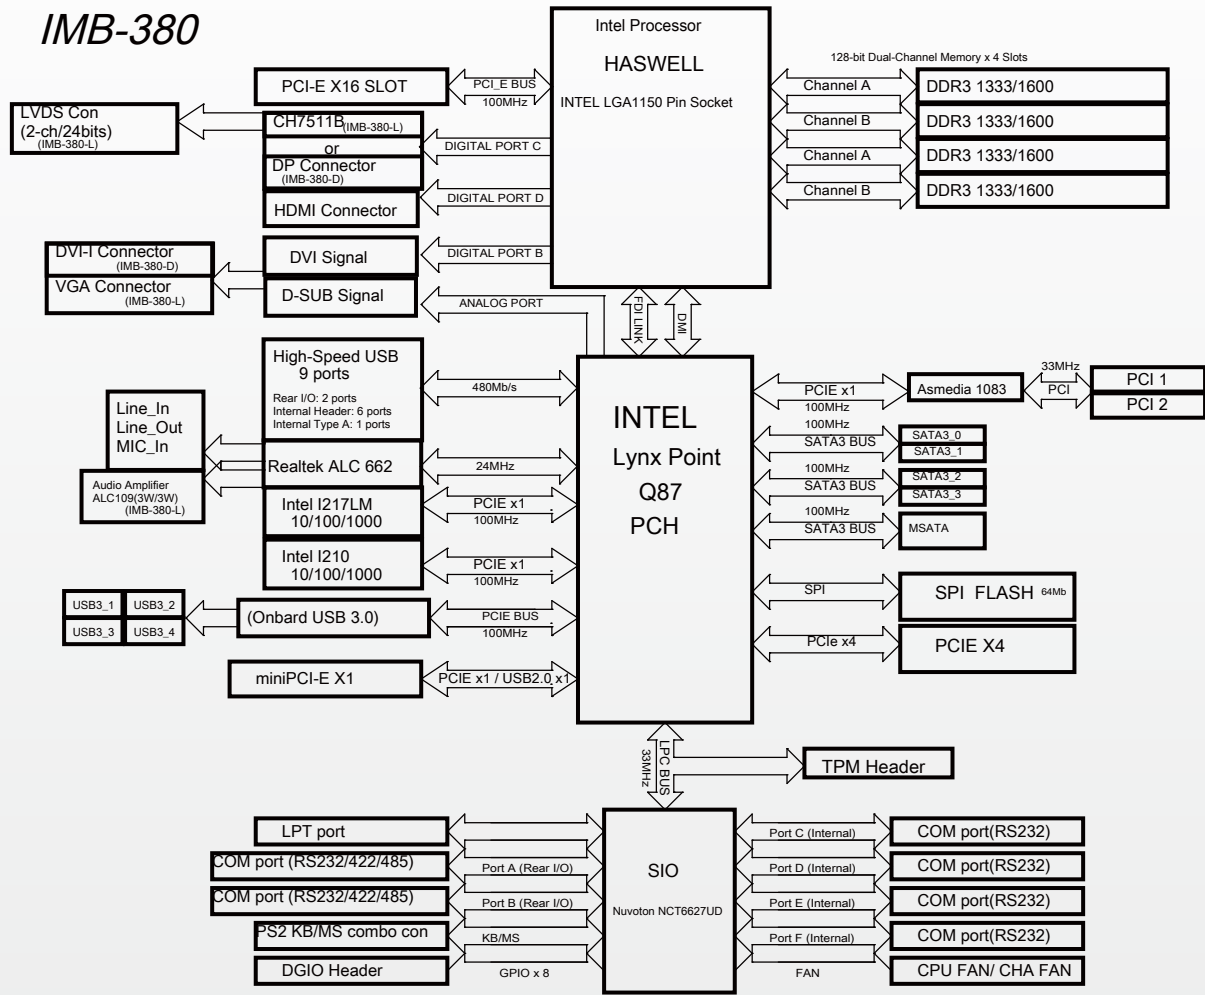 IMB-380
Intel Processor
HASWELL
INTEL LGA1150 Pin Socket
128-bit Dual-Channel Memory x 4 Slots
PCI-E X16 SLOT
PCI_E BUS
100MHz
Channel A
DDR3 1333/1600
Channel B
DDR3 1333/1600
Channel A
DDR3 1333/1600
Channel B
DDR3 1333/1600
LVDS Con
(2-ch/24bits)
(IMB-380-L)
CH7511B(IMB-380-L)
or
DP Connector
(IMB-380-D)
DIGITAL PORT C
HDMI Connector
DIGITAL PORT D
DVI-I Connector
(IMB-380-D)
VGA Connector
(IMB-380-L)
DVI Signal
DIGITAL PORT B
D-SUB Signal
ANALOG PORT
FDI LINK
DMI
High-Speed USB
9 ports
Rear I/O: 2 ports
Internal Header: 6 ports
Internal Type A: 1 ports
480Mb/s
Line_In
Line_Out
MIC_In
Realtek ALC 662
24MHz
Audio Amplifier
ALC109(3W/3W)
(IMB-380-L)
Intel I217LM
10/100/1000
PCIE x1
100MHz
Intel I210
10/100/1000
PCIE x1
100MHz
USB3_1
USB3_2
USB3_3
USB3_4
(Onbard USB 3.0)
PCIE BUS
100MHz
miniPCI-E X1
PCIE x1 / USB2.0 x1
INTEL
Lynx Point
Q87
PCH
PCIE x1
100MHz
Asmedia 1083
33MHz
PCI
PCI 1
PCI 2
100MHz
SATA3 BUS
SATA3_0
SATA3_1
100MHz
SATA3 BUS
SATA3_2
SATA3_3
100MHz
SATA3 BUS
MSATA
SPI
SPI FLASH 64Mb
PCIe x4
PCIE X4
LPC BUS
33MHz
TPM Header
SIO
Nuvoton NCT6627UD
LPT port
COM port (RS232/422/485)
Port A (Rear I/O)
COM port (RS232/422/485)
Port B (Rear I/O)
PS2 KB/MS combo con
KB/MS
DGIO Header
GPIO x 8
Port C (Internal)
COM port(RS232)
Port D (Internal)
COM port(RS232)
Port E (Internal)
COM port(RS232)
Port F (Internal)
COM port(RS232)
FAN
CPU FAN/ CHA FAN